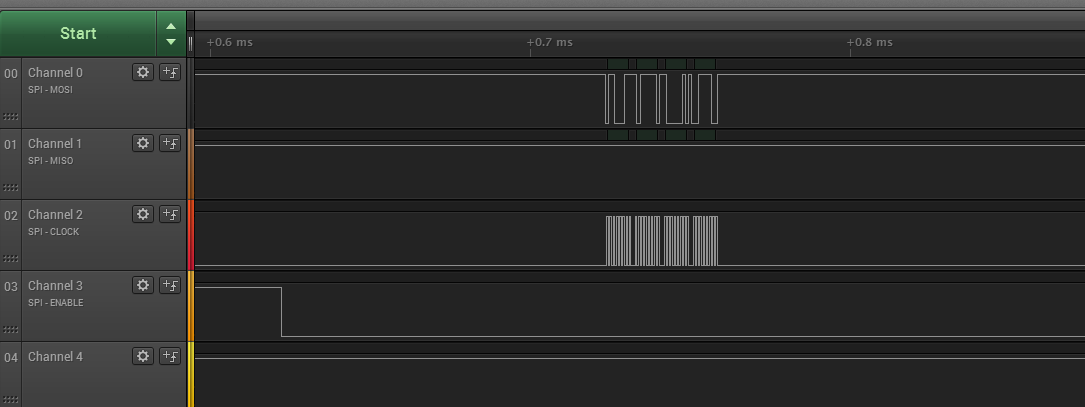 Start
+0.6 ms
+0.7 ms
+0.8 ms
00
Channel 0
SPI - MOSI
01
Channel 1
SPI - MISO
02
Channel 2
SPI - CLOCK
03
Channel 3
SPI - ENABLE
04
Channel 4